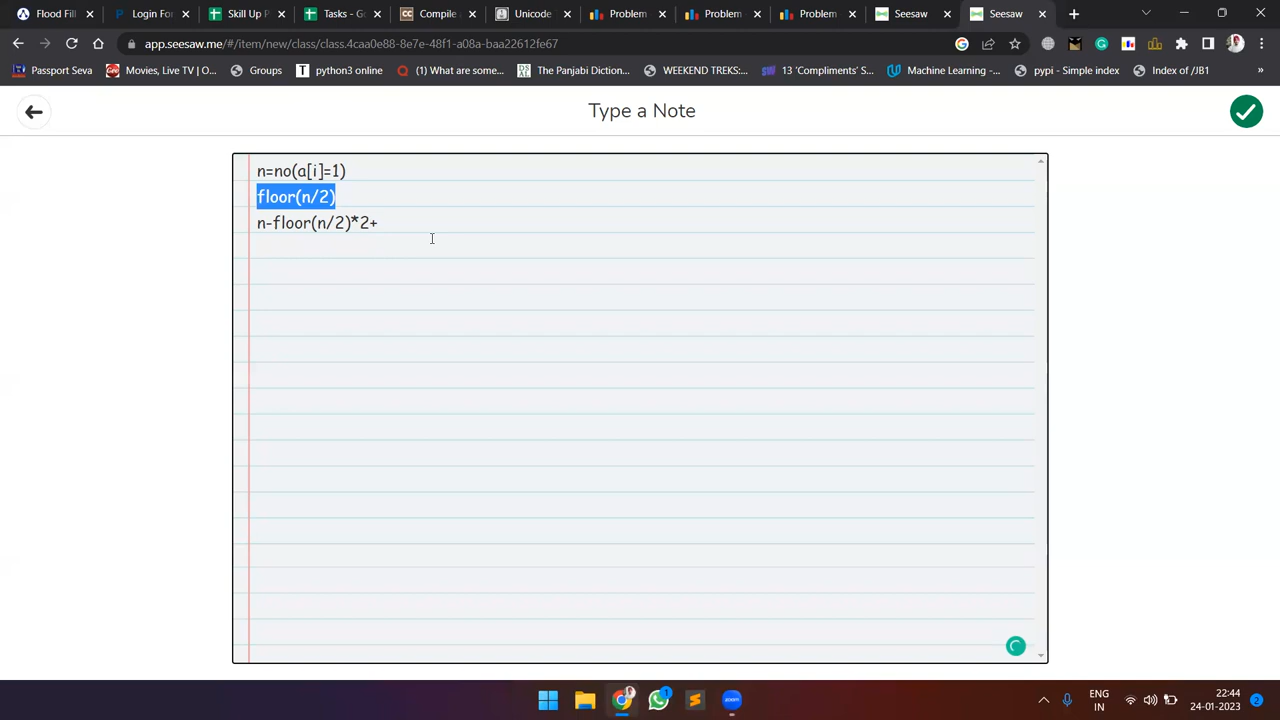 Flood Fill
Login For
Skill Up P
Tasks - Go
Compile a
Unicod
Problem
Problem
Problem
Seesaw
Seesaw
app.seesaw.me/#/item/new/class/class.4caa0e88-8e7c-48f1-a08a-baa22612fe67
Passport Seva
Movies, Live TV | O...
Groups
python3 online
(1) What are some...
The Panjabi Diction...
WEEKEND TREKS:...
13 'Compliments' S...
Machine Learning -...
pypi - Simple index
Index of /JB1
»
Type a Note
n=no(a[i]=1)
floor(n/2)
n-floor(n/2)*2+
ENG
IN
22:44
24-01-2023